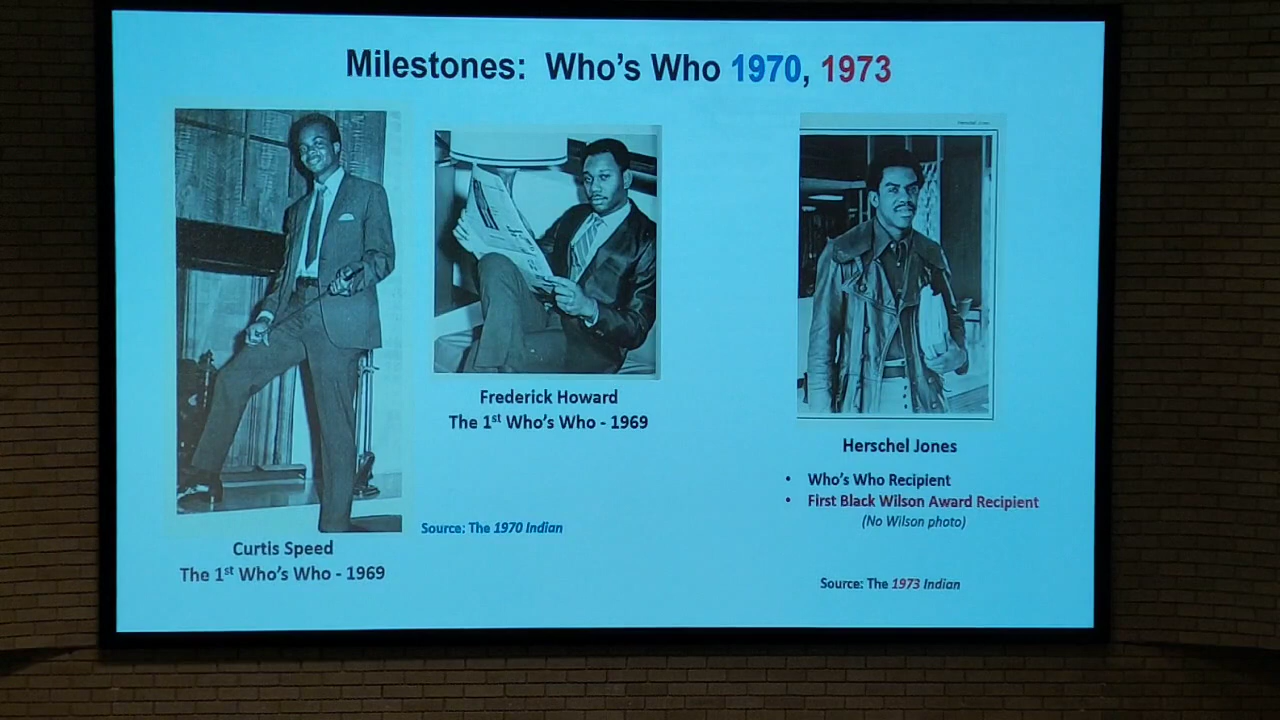 Milestones: Who's Who 1970, 1973
Curtis Speed
The 1st Who's Who - 1969
Frederick Howard
The 1st Who's Who - 1969
Source: The 1970 Indian
Herschel Jones
• Who's Who Recipient
• First Black Wilson Award Recipient
(No Wilson photo)
Source: The 1973 Indian